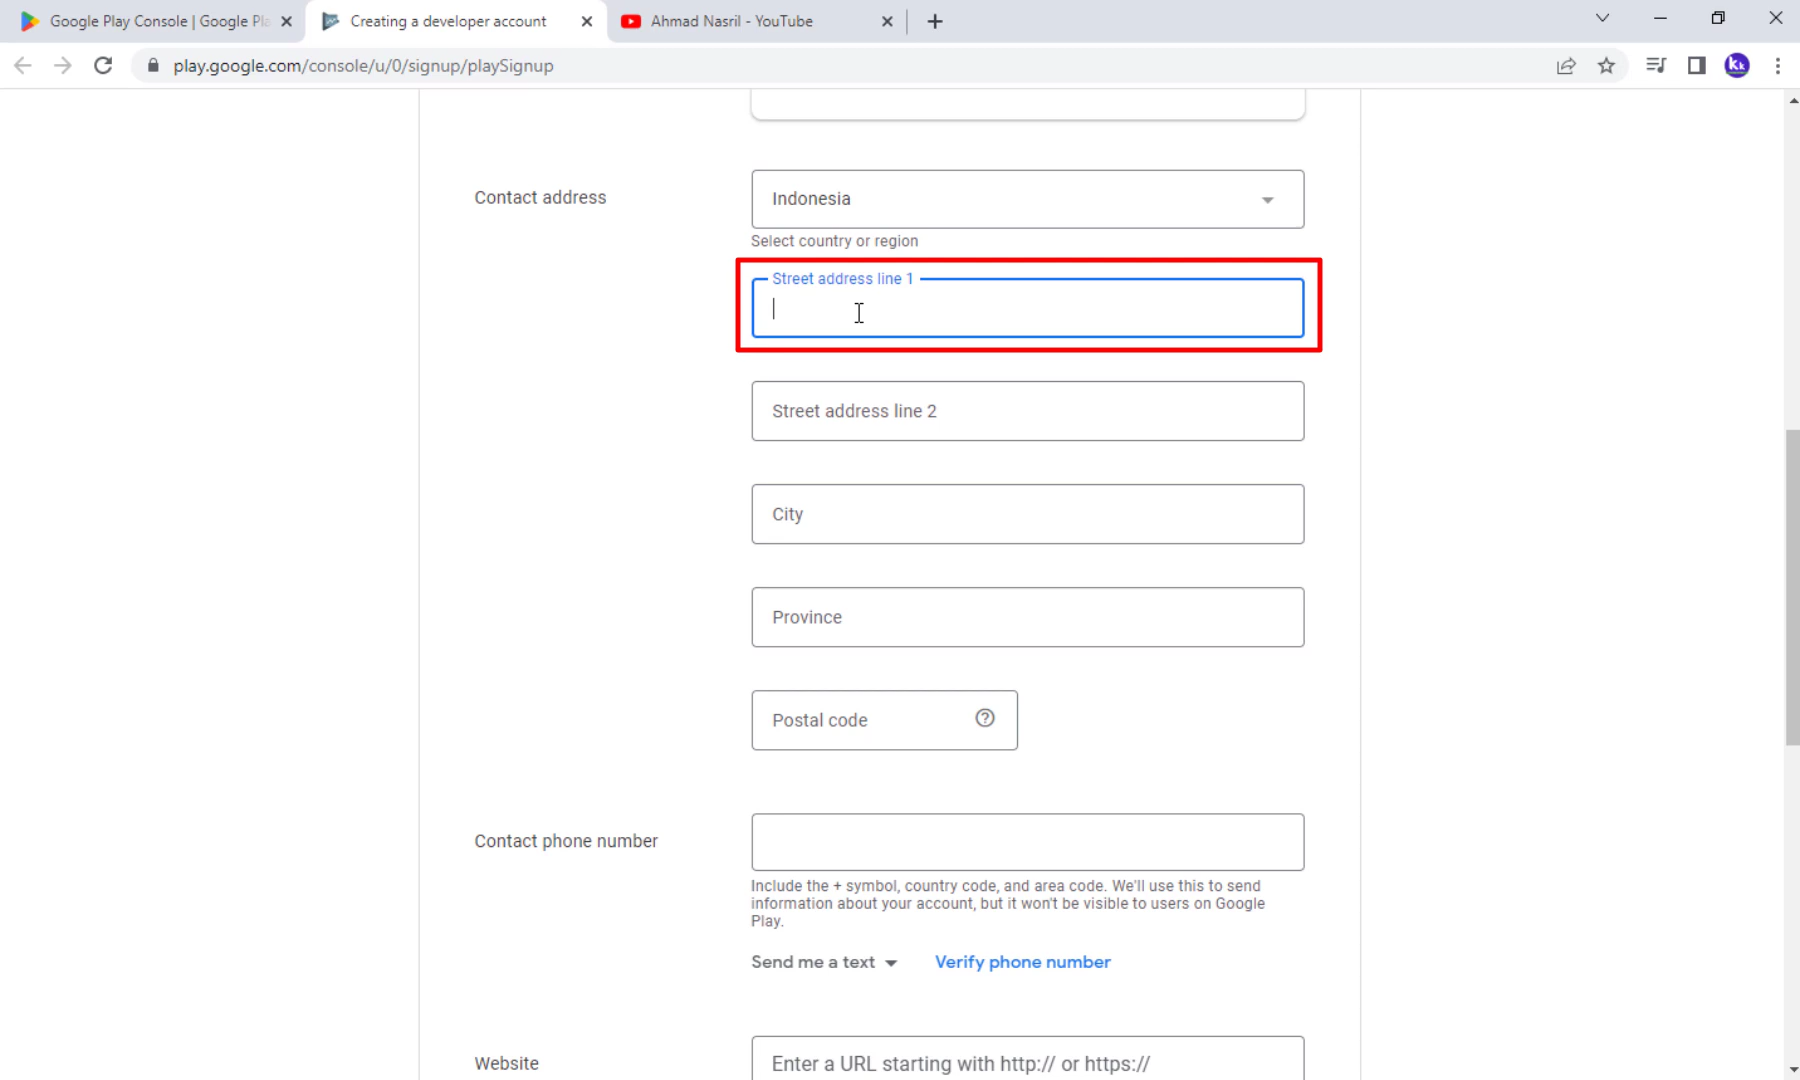 Google Play Console | Google Pla
Creating a developer account
Ahmad Nasril - YouTube
play.google.com/console/u/0/signup/playSignup
kk
Contact address
Indonesia
Select country or region
Street address line 1
Street address line 2
City
Province
Postal code
Contact phone number
Include the + symbol, country code, and area code. We'll use this to send
information about your account, but it won't be visible to users on Google
Play.
Send me a text
Verify phone number
Website
Enter a URL starting with http:// or https://